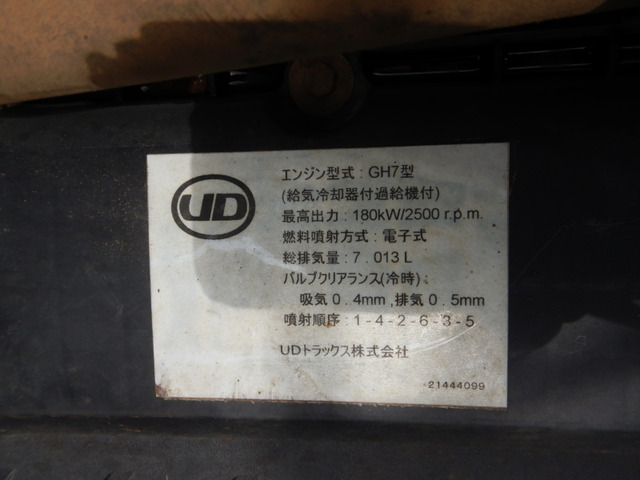 UD
エンジン型式 : GH7型
(給気冷却器付過給機付)
最高出力 : 180kW/2500 r.p.m.
燃料噴射方式 : 電子式
総排気量 : 7.013L
バルブクリアランス(冷時) :
吸気0.4mm ,排気0.5mm
噴射順序 : 1-4-2-6-3-5
UDトラックス株式会社
21444099